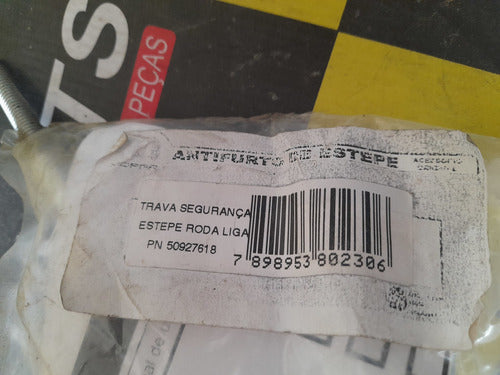 TS
PEÇAS
ANTIFURTO DE ESTEPE
TRAVA SEGURANÇA
ESTEPE RODA LIGA
PN 50927618
7 898953 802306